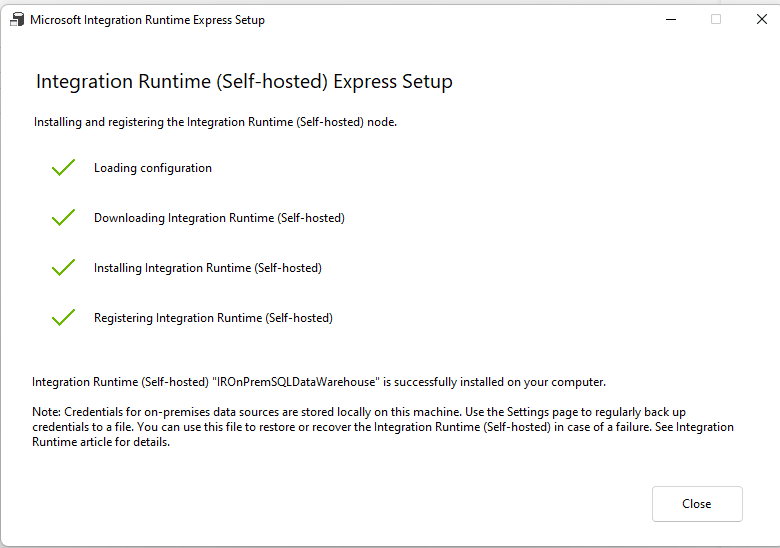 Microsoft Integration Runtime Express Setup
Integration Runtime (Self-hosted) Express Setup
Installing and registering the Integration Runtime (Self-hosted) node.
Loading configuration
Downloading Integration Runtime (Self-hosted)
Installing Integration Runtime (Self-hosted)
Registering Integration Runtime (Self-hosted)
Integration Runtime (Self-hosted) "IROnPremSQLDataWarehouse" is successfully installed on your computer.
Note: Credentials for on-premises data sources are stored locally on this machine. Use the Settings page to regularly back up
credentials to a file. You can use this file to restore or recover the Integration Runtime (Self-hosted) in case of a failure. See Integration
Runtime article for details.
Close